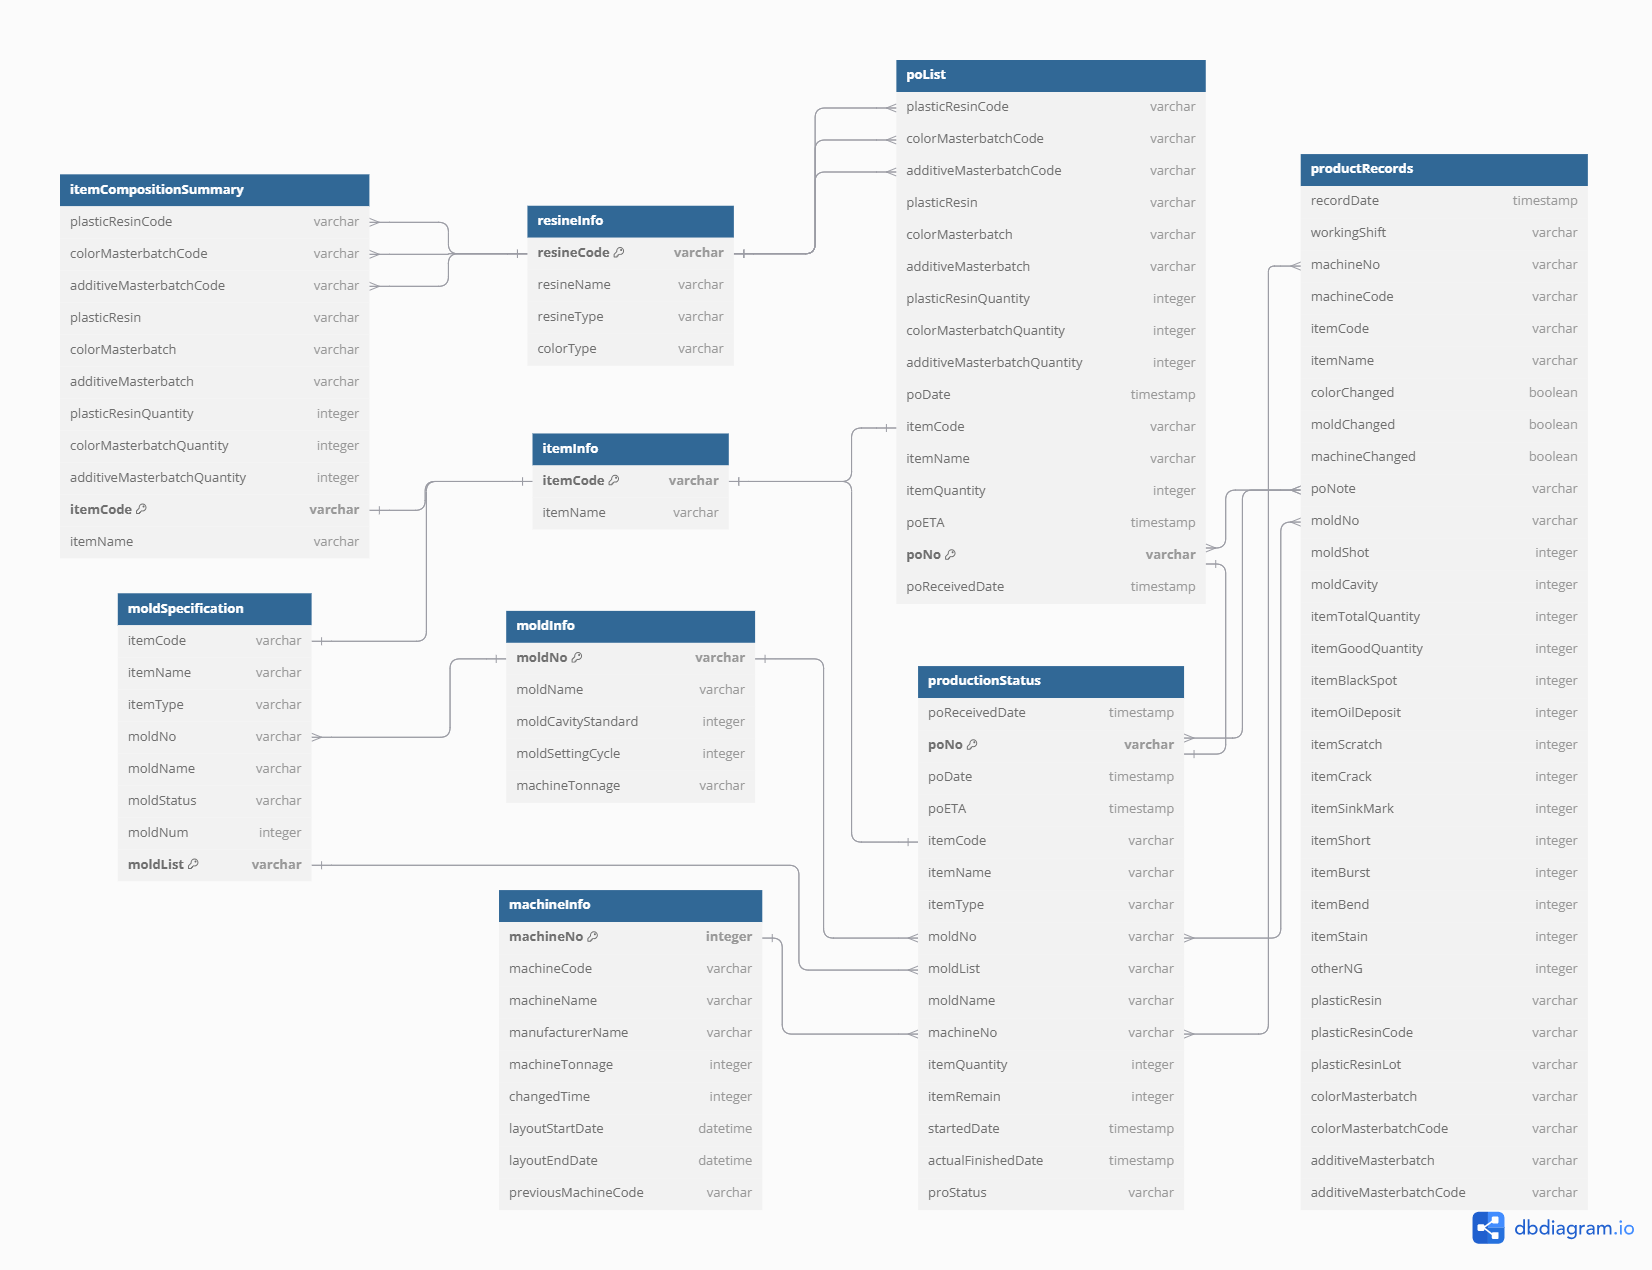 itemCompositionSummary
plasticResinCode varchar
colorMasterbatchCode varchar
additiveMasterbatchCode varchar
plasticResin varchar
colorMasterbatch varchar
additiveMasterbatch varchar
plasticResinQuantity integer
colorMasterbatchQuantity integer
additiveMasterbatchQuantity integer
itemCode varchar
itemName varchar
moldSpecification
itemCode varchar
itemName varchar
itemType varchar
moldNo varchar
moldName varchar
moldStatus varchar
moldNum integer
moldList varchar
resineInfo
resineCode varchar
resineName varchar
resineType varchar
colorType varchar
itemInfo
itemCode varchar
itemName varchar
moldInfo
moldNo varchar
moldName varchar
moldCavityStandard integer
moldSettingCycle integer
machineTonnage varchar
machineInfo
machineNo integer
machineCode varchar
machineName varchar
manufacturerName varchar
machineTonnage integer
changedTime integer
layoutStartDate datetime
layoutEndDate datetime
previousMachineCode varchar
poList
plasticResinCode varchar
colorMasterbatchCode varchar
additiveMasterbatchCode varchar
plasticResin varchar
colorMasterbatch varchar
additiveMasterbatch varchar
plasticResinQuantity integer
colorMasterbatchQuantity integer
additiveMasterbatchQuantity integer
poDate timestamp
itemCode varchar
itemName varchar
itemQuantity integer
poETA timestamp
poNo varchar
poReceivedDate timestamp
productionStatus
poReceivedDate timestamp
poNo varchar
poDate timestamp
poETA timestamp
itemCode varchar
itemName varchar
itemType varchar
moldNo varchar
moldList varchar
moldName varchar
machineNo varchar
itemQuantity integer
itemRemain integer
startedDate timestamp
actualFinishedDate timestamp
proStatus varchar
productRecords
recordDate timestamp
workingShift varchar
machineNo varchar
machineCode varchar
itemCode varchar
itemName varchar
colorChanged boolean
moldChanged boolean
machineChanged boolean
poNote varchar
moldNo varchar
moldShot integer
moldCavity integer
itemTotalQuantity integer
itemGoodQuantity integer
itemBlackSpot integer
itemOilDeposit integer
itemScratch integer
itemCrack integer
itemSinkMark integer
itemShort integer
itemBurst integer
itemBend integer
itemStain integer
otherNG integer
plasticResin varchar
plasticResinCode varchar
plasticResinLot varchar
colorMasterbatch varchar
colorMasterbatchCode varchar
additiveMasterbatch varchar
additiveMasterbatchCode varchar
dbdiagram.io